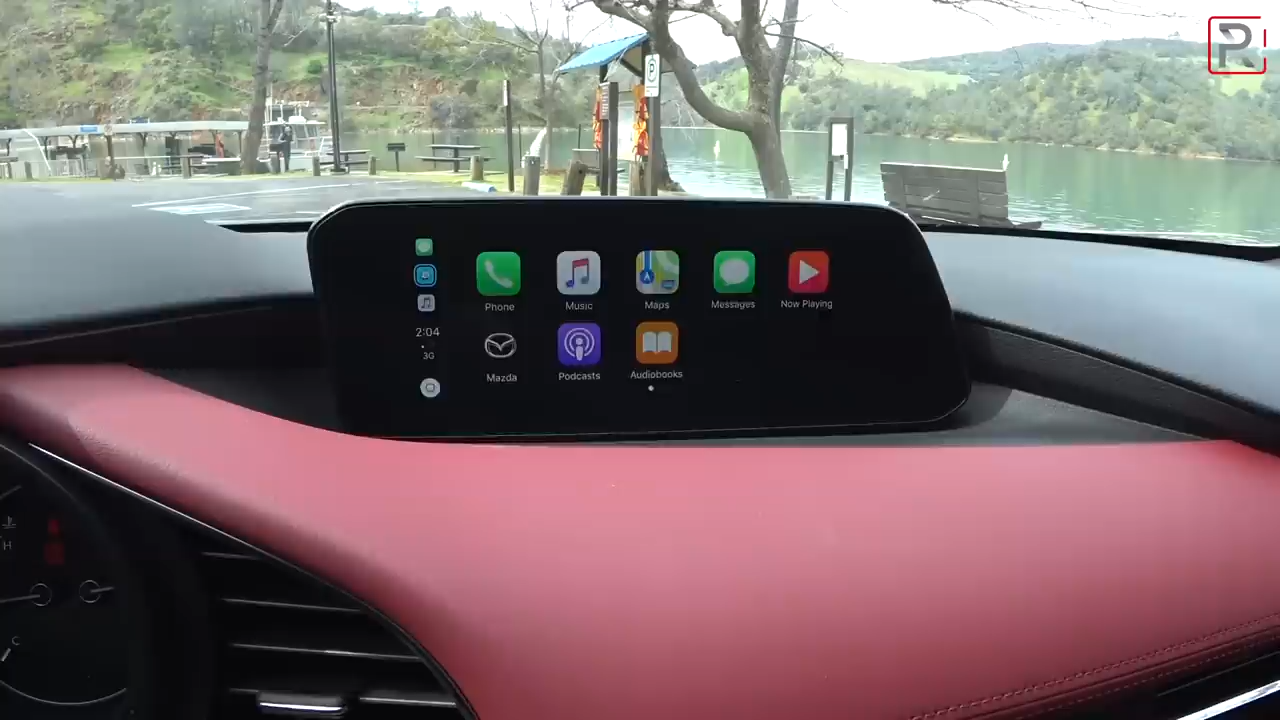 P
Phone
Music
Maps
Messages
Now Playing
2:04
3G
Mazda
Podcasts
Audiobooks
H
C